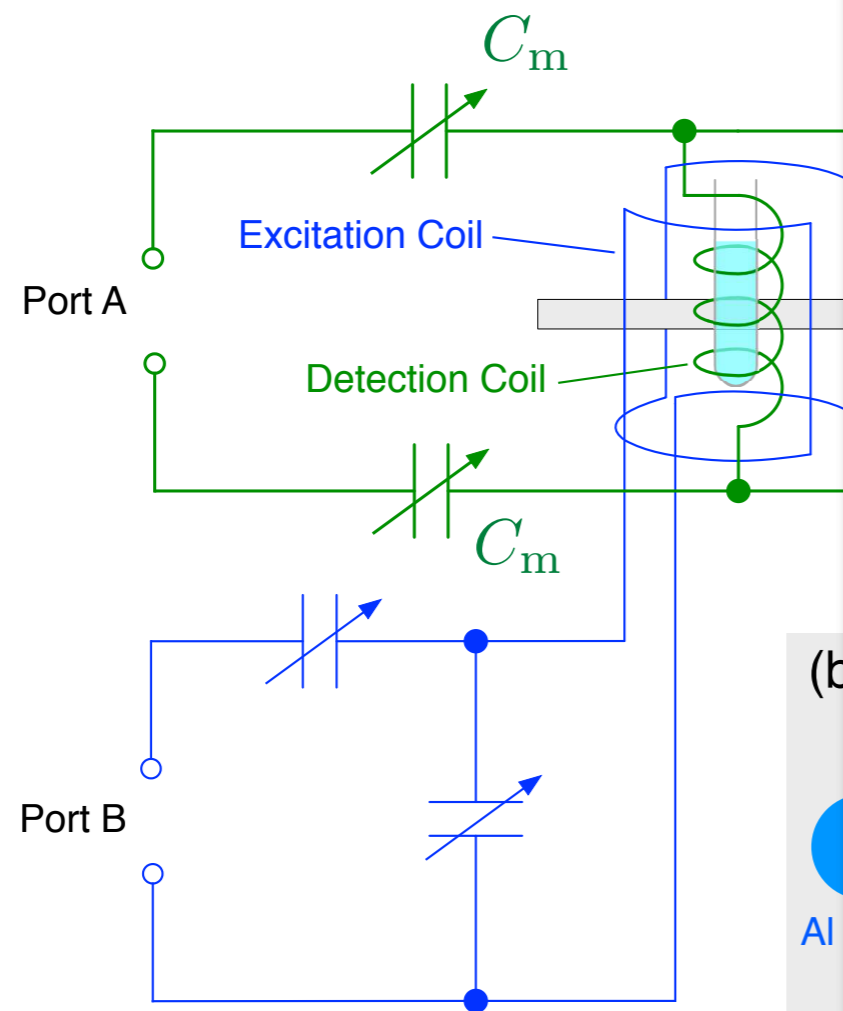 C_m
Excitation Coil
Port A
Detection Coil
C_m
(b
Port B
Al